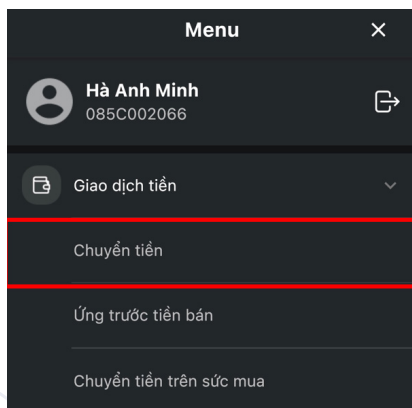 Menu
Hà Anh Minh
085C002066
Giao dịch tiền
Chuyển tiền
Ứng trước tiền bán
Chuyển tiền trên sức mua